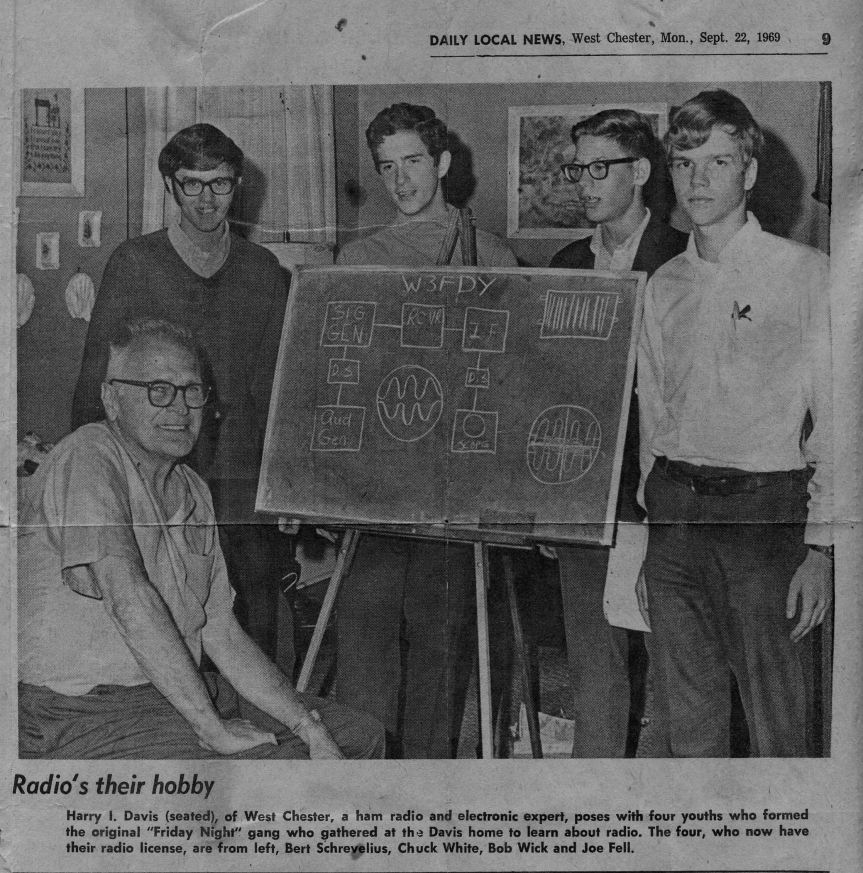 DAILY LOCAL NEWS, West Chester, Mon., Sept. 22, 1969 9
W3FDY
SIG GEN
RCVR
I.F
D.S.
D.S
Aud Gen.
SCOPE
Radio's their hobby
Harry I. Davis (seated), of West Chester, a ham radio and electronic expert, poses with four youths who formed
the original "Friday Night" gang who gathered at the Davis home to learn about radio. The four, who now have
their radio license, are from left, Bert Schrevelius, Chuck White, Bob Wick and Joe Fell.